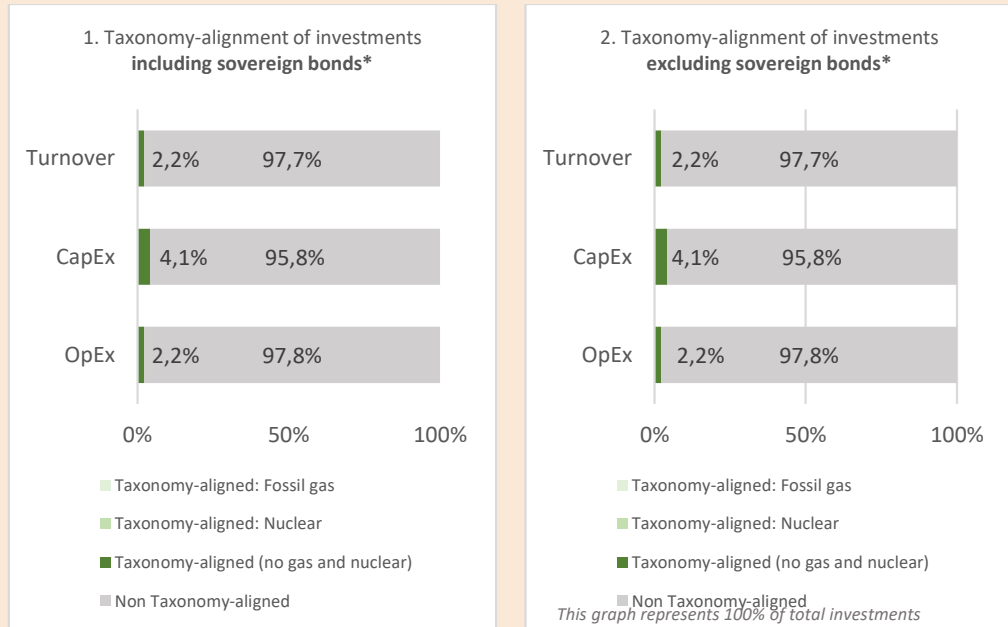 1. Taxonomy-alignment of investments
including sovereign bonds*
Turnover 2,2% 97,7%
CapEx 4,1% 95,8%
OpEx 2,2% 97,8%
0% 50% 100%
Taxonomy-aligned: Fossil gas
Taxonomy-aligned: Nuclear
Taxonomy-aligned (no gas and nuclear)
Non Taxonomy-aligned
2. Taxonomy-alignment of investments
excluding sovereign bonds*
Turnover 2,2% 97,7%
CapEx 4,1% 95,8%
OpEx 2,2% 97,8%
0% 50% 100%
Taxonomy-aligned: Fossil gas
Taxonomy-aligned: Nuclear
Taxonomy-aligned (no gas and nuclear)
Non Taxonomy-aligned
This graph represents 100% of total investments